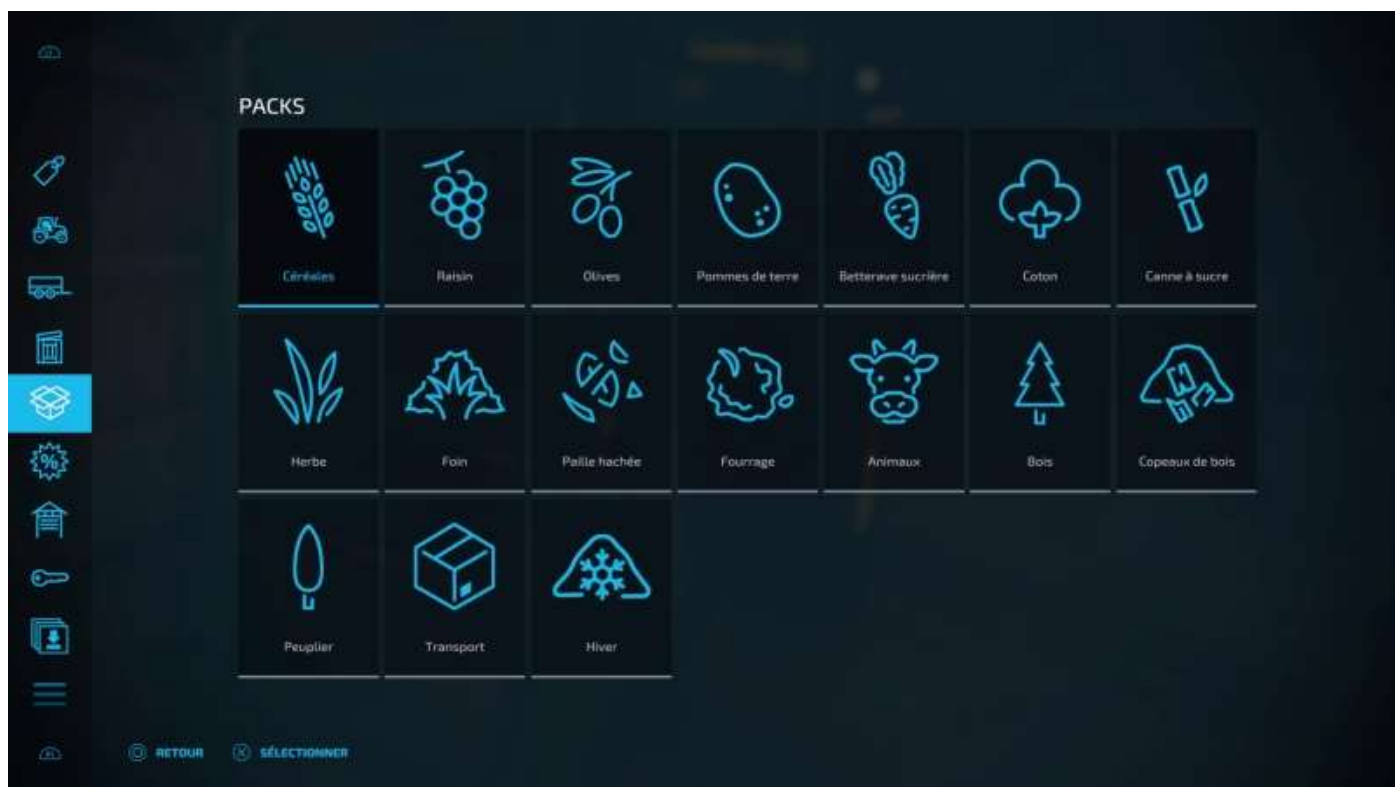 PACKS
Céréales
Raisin
Olives
Pommes de terre
Betterave sucrière
Coton
Canne à sucre
Herbe
Foin
Paille hachée
Fourrage
Animaux
Bois
Copeaux de bois
Peuplier
Transport
Hiver
RETOUR
SÉLECTIONNER